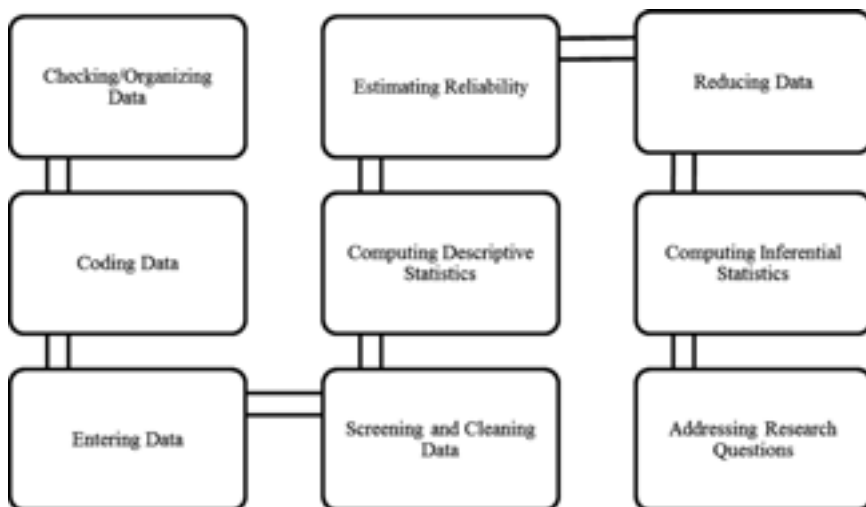 Checking/Organizing
Data
Coding Data
Entering Data
Screening and Cleaning
Data
Computing Descriptive
Statistics
Estimating Reliability
Reducing Data
Computing Inferential
Statistics
Addressing Research
Questions